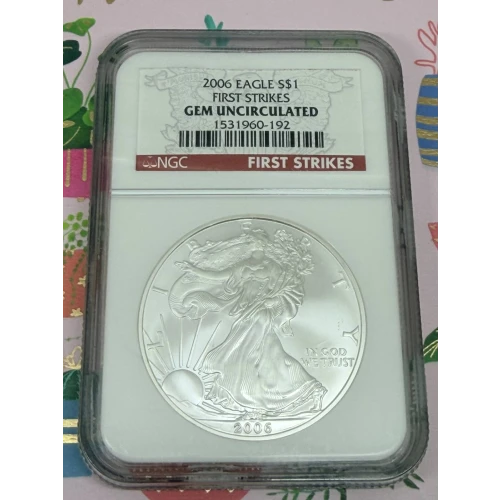 2006 EAGLE S$1
FIRST STRIKES
GEM UNCIRCULATED
1531960-192
NGC FIRST STRIKES
LIBERTY
IN GOD
WE TRUST
2006